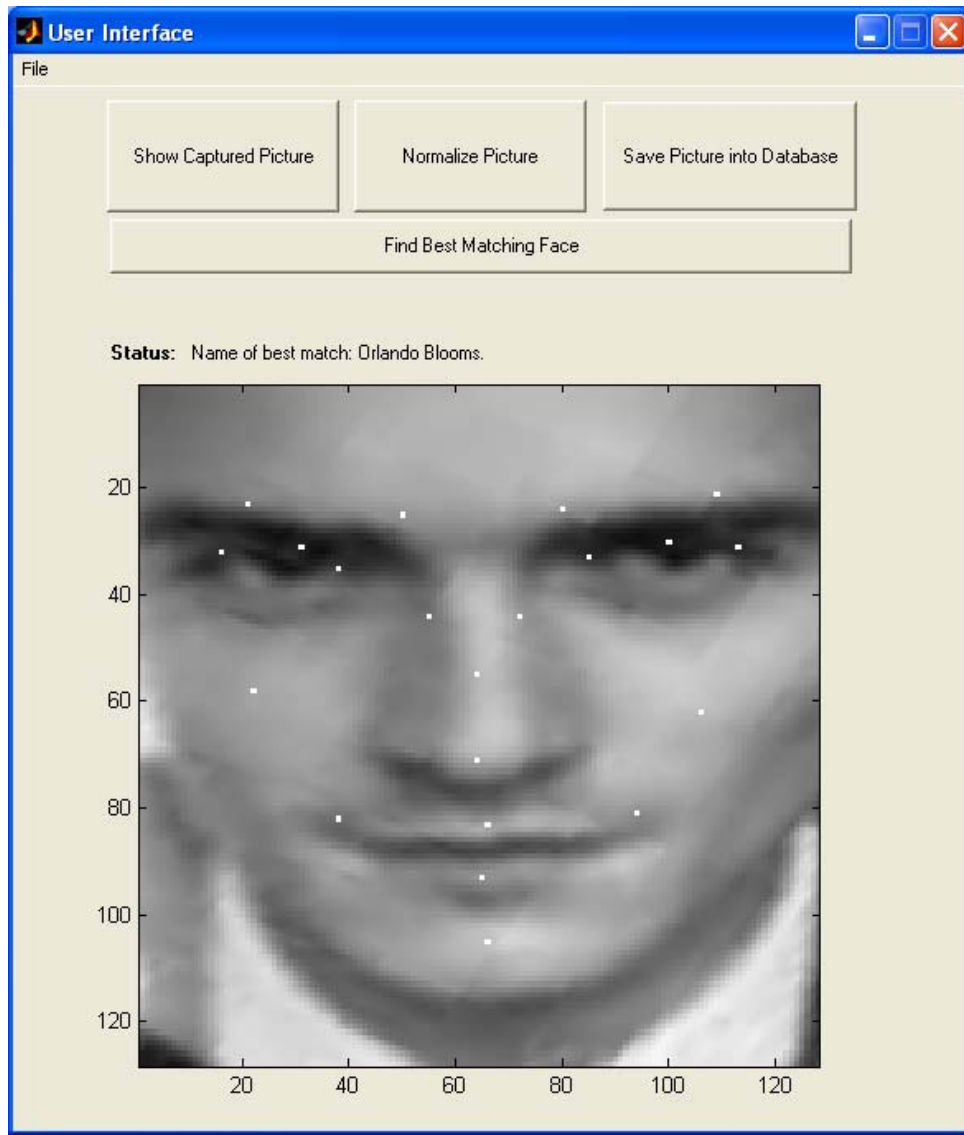 User Interface
File
Show Captured Picture Normalize Picture Save Picture into Database
Find Best Matching Face
Status: Name of best match: Orlando Blooms.
20
40
60
80
100
120
20 40 60 80 100 120